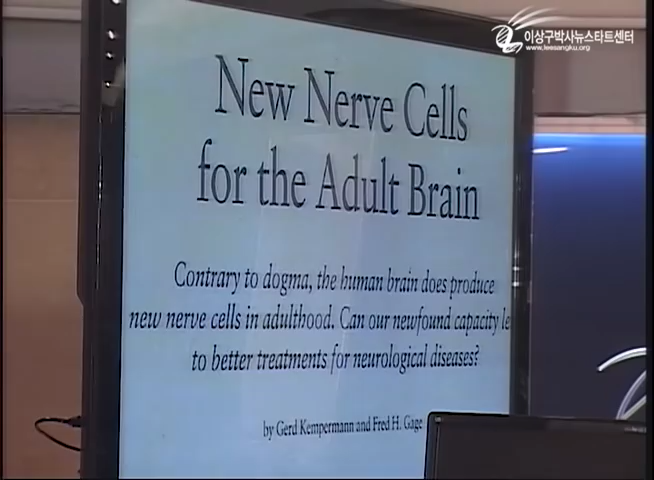 이상구박사뉴스타트센터
www.leesangku.org
New Nerve Cells
for the Adult Brain
Contrary to dogma, the human brain does produce
new nerve cells in adulthood. Can our newfound capacity le
to better treatments for neurological diseases?
by Gerd Kempermann and Fred H. Gage